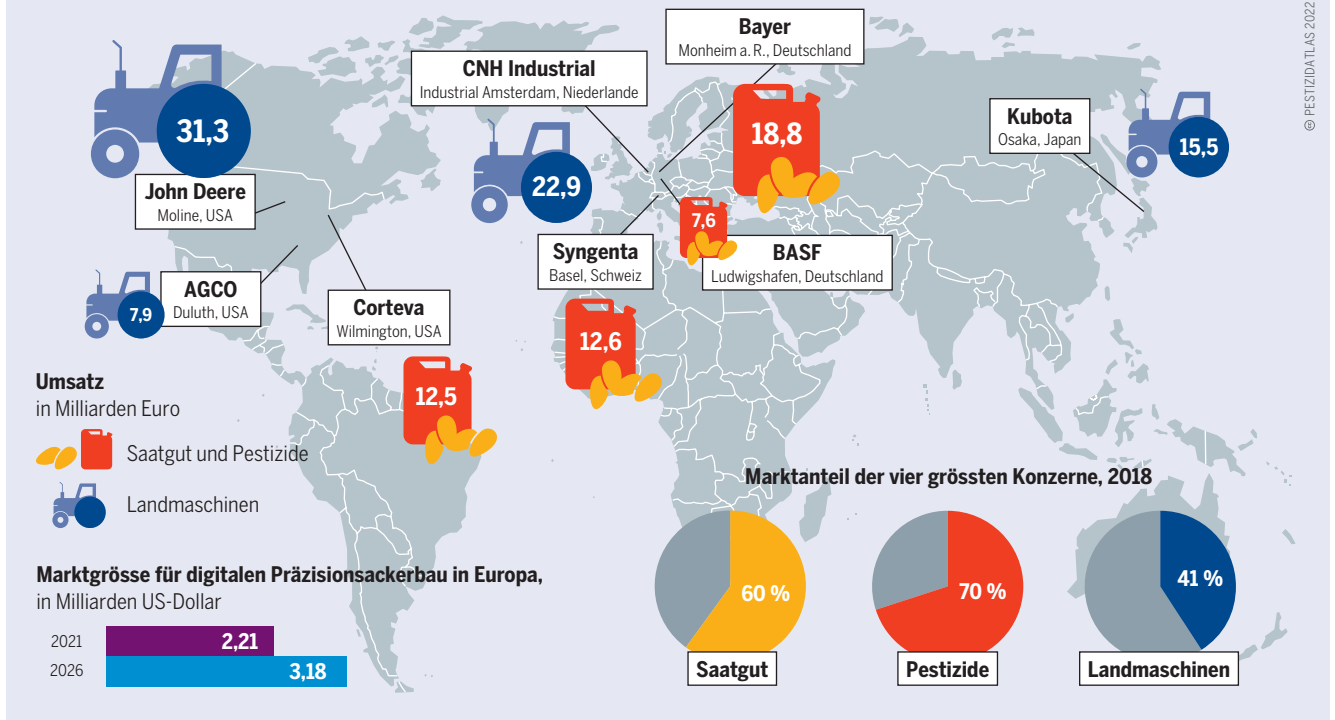 © PESTIZIDATLAS 2022
Bayer
Monheim a. R., Deutschland
CNH Industrial
Industrial Amsterdam, Niederlande
Kubota
Osaka, Japan
31,3
18,8
15,5
22,9
John Deere
Moline, USA
7,6
Syngenta
Basel, Schweiz
BASF
Ludwigshafen, Deutschland
AGCO
Duluth, USA
7,9
Corteva
Wilmington, USA
12,6
12,5
Umsatz
in Milliarden Euro
Saatgut und Pestizide
Landmaschinen
Marktgrösse für digitalen Präzisionsackerbau in Europa,
in Milliarden US-Dollar
2021
2,21
2026
3,18
Marktanteil der vier grössten Konzerne, 2018
60 %
Saatgut
70 %
Pestizide
41 %
Landmaschinen